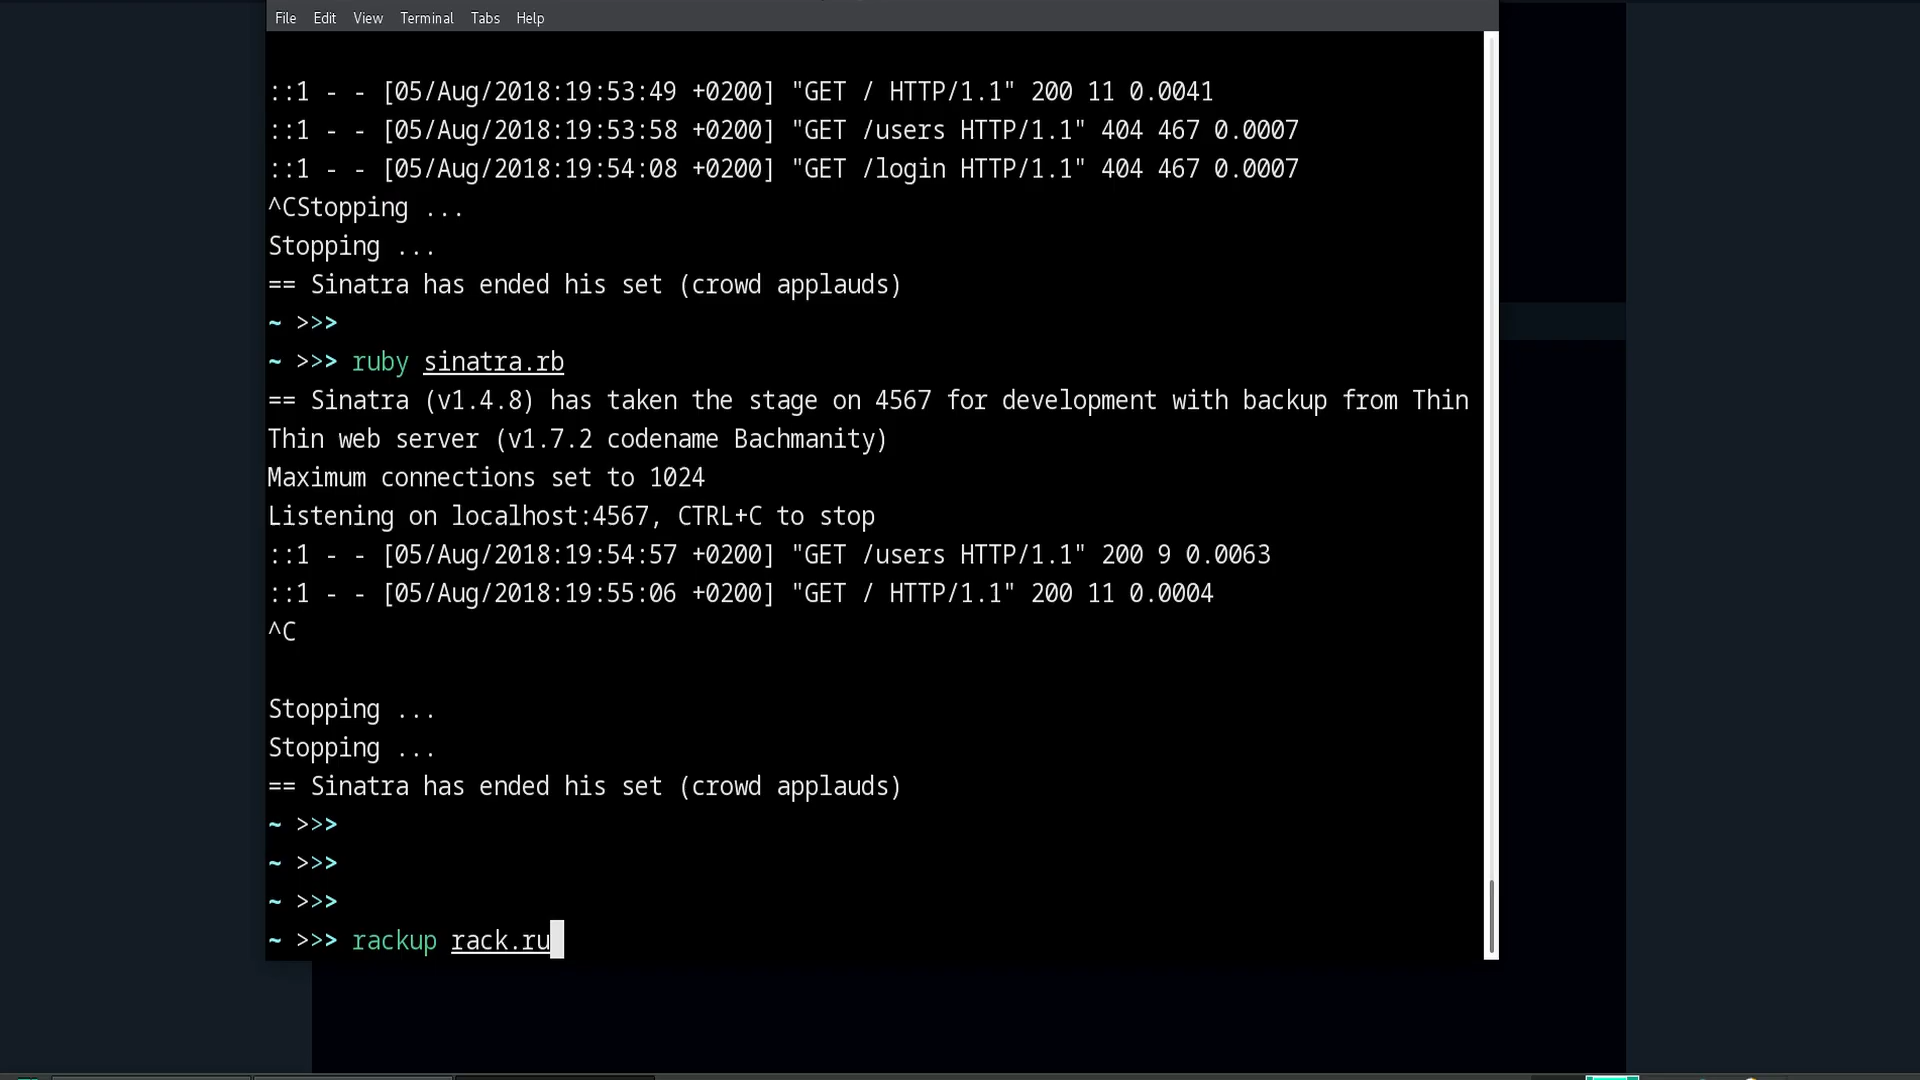 File Edit View Terminal Tabs Help
::1 - - [05/Aug/2018:19:53:49 +0200] "GET / HTTP/1.1" 200 11 0.0041
::1 - - [05/Aug/2018:19:53:58 +0200] "GET /users HTTP/1.1" 404 467 0.0007
::1 - - [05/Aug/2018:19:54:08 +0200] "GET /login HTTP/1.1" 404 467 0.0007
^CStopping ...
Stopping ...
== Sinatra has ended his set (crowd applauds)
~ >>>
~ >>> ruby sinatra.rb
== Sinatra (v1.4.8) has taken the stage on 4567 for development with backup from Thin
Thin web server (v1.7.2 codename Bachmanity)
Maximum connections set to 1024
Listening on localhost:4567, CTRL+C to stop
::1 - - [05/Aug/2018:19:54:57 +0200] "GET /users HTTP/1.1" 200 9 0.0063
::1 - - [05/Aug/2018:19:55:06 +0200] "GET / HTTP/1.1" 200 11 0.0004
^C
Stopping ...
Stopping ...
== Sinatra has ended his set (crowd applauds)
~ >>>
~ >>>
~ >>>
~ >>> rackup rack.ru